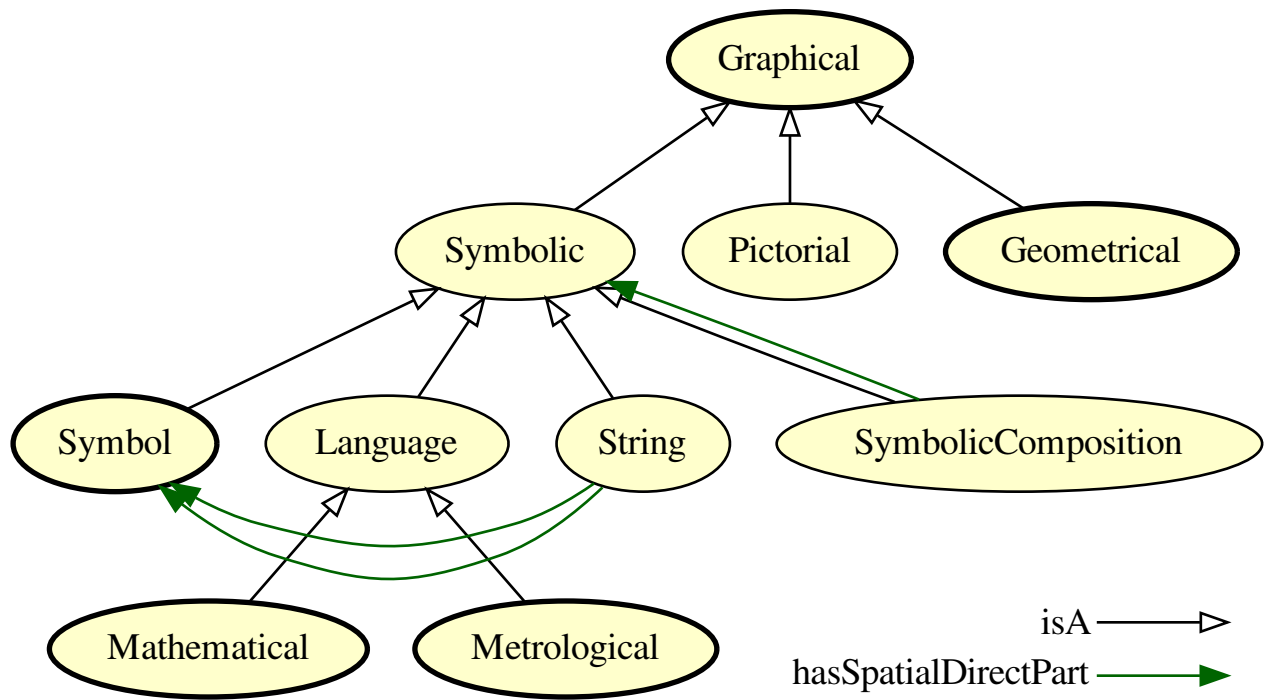 Graphical
Symbolic
Pictorial
Geometrical
Symbol
Language
String
SymbolicComposition
Mathematical
Metrological
isA
hasSpatialDirectPart